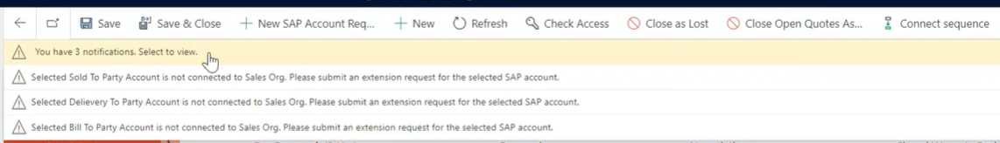 Save Save & Close New SAP Account Req... New Refresh Check Access Close as Lost Close Open Quotes As... Connect sequence
You have 3 notifications. Select to view.
Selected Sold To Party Account is not connected to Sales Org. Please submit an extension request for the selected SAP account.
Selected Delievery To Party Account is not connected to Sales Org. Please submit an extension request for the selected SAP account.
Selected Bill To Party Account is not connected to Sales Org. Please submit an extension request for the selected SAP account.